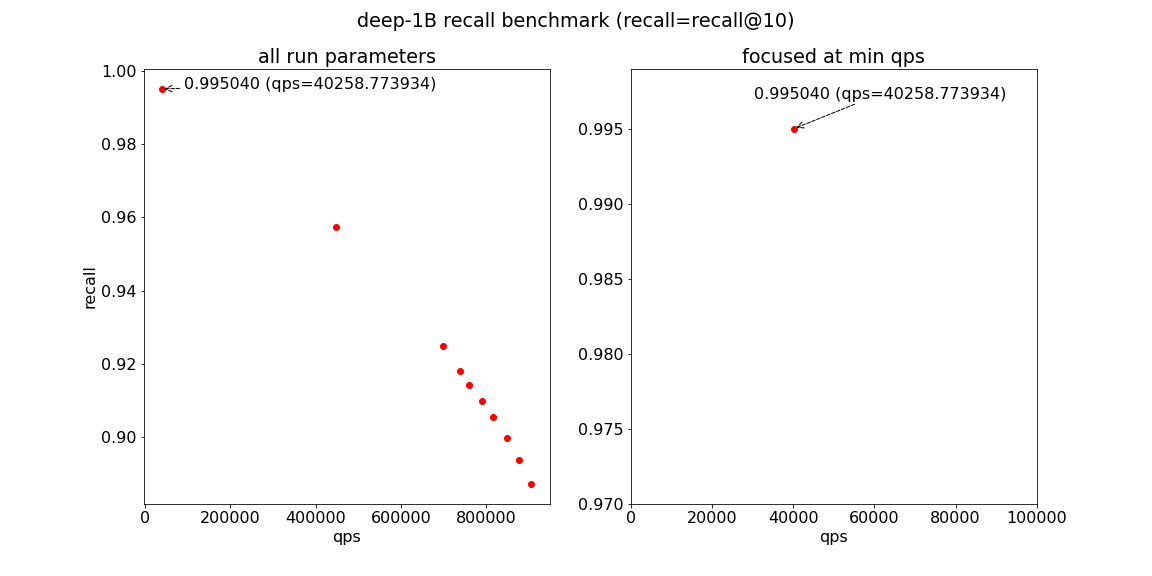 deep-1B recall benchmark (recall=recall@10)
all run parameters
1.00
0.98
0.96
0.94
0.92
0.90
recall
0.995040 (qps=40258.773934)
0
200000
400000
600000
800000
qps
focused at min qps
0.995
0.990
0.985
0.980
0.975
0.970
0.995040 (qps=40258.773934)
0
20000
40000
60000
80000
100000
qps